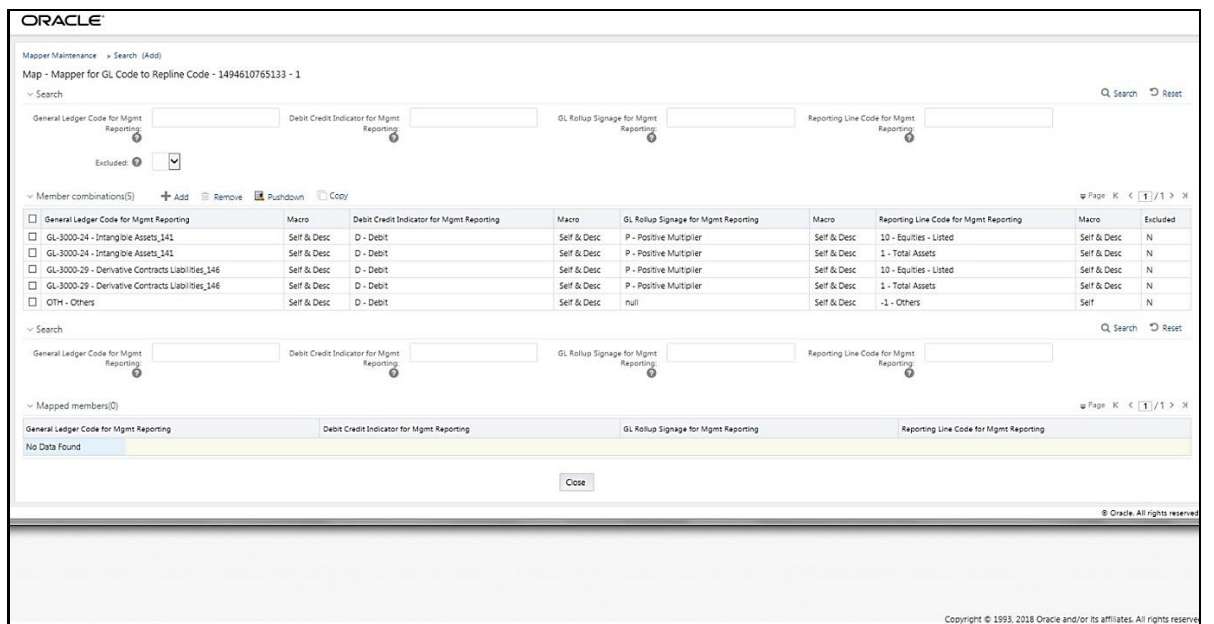 ORACLE
Mapper Maintenance » Search (Add)
Map - Mapper for GL Code to Repline Code - 1494610765133 - 1
Search
Search Reset
General Ledger Code for Mgmt Reporting:
Debit Credit Indicator for Mgmt Reporting:
GL Rollup Signage for Mgmt Reporting:
Reporting Line Code for Mgmt Reporting:
Excluded:
Member combinations(5) Add Remove Pushdown Copy Page 1 / 1
General Ledger Code for Mgmt Reporting Macro Debit Credit Indicator for Mgmt Reporting Macro GL Rollup Signage for Mgmt Reporting Macro Reporting Line Code for Mgmt Reporting Macro Excluded
GL-3000-24 - Intangible Assets_141 Self & Desc D - Debit Self & Desc P - Positive Multiplier Self & Desc 10 - Equities - Listed Self & Desc N
GL-3000-24 - Intangible Assets_141 Self & Desc D - Debit Self & Desc P - Positive Multiplier Self & Desc 1 - Total Assets Self & Desc N
GL-3000-29 - Derivative Contracts Liabilities_146 Self & Desc D - Debit Self & Desc P - Positive Multiplier Self & Desc 10 - Equities - Listed Self & Desc N
GL-3000-29 - Derivative Contracts Liabilities_146 Self & Desc D - Debit Self & Desc P - Positive Multiplier Self & Desc 1 - Total Assets Self & Desc N
OTH - Others Self & Desc D - Debit Self & Desc null Self & Desc -1 - Others Self N
Search
Search Reset
General Ledger Code for Mgmt Reporting:
Debit Credit Indicator for Mgmt Reporting:
GL Rollup Signage for Mgmt Reporting:
Reporting Line Code for Mgmt Reporting:
Mapped members(0) Page 1 / 1
General Ledger Code for Mgmt Reporting Debit Credit Indicator for Mgmt Reporting GL Rollup Signage for Mgmt Reporting Reporting Line Code for Mgmt Reporting
No Data Found
Close
© Oracle. All rights reserved
Copyright © 1993, 2018 Oracle and/or its affiliates. All rights reserve